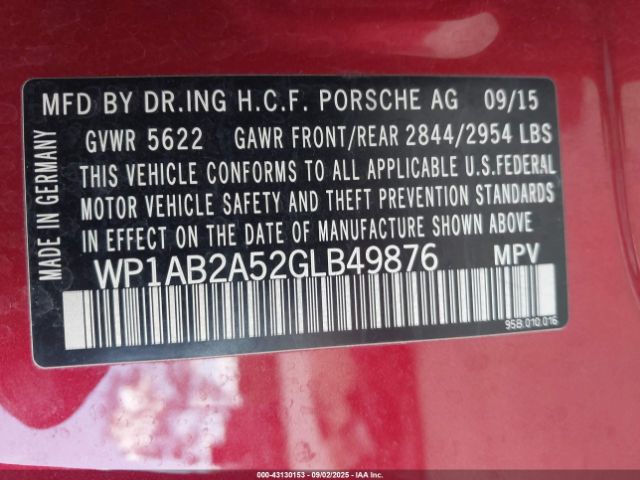 MFD BY DR.ING H.C.F. PORSCHE AG 09/15
GVWR 5622 GAWR FRONT/REAR 2844/2954 LBS
THIS VEHICLE CONFORMS TO ALL APPLICABLE U.S.FEDERAL
MOTOR VEHICLE SAFETY AND THEFT PREVENTION STANDARDS
IN EFFECT ON THE DATE OF MANUFACTURE SHOWN ABOVE.
WP1AB2A52GLB49876 MPV
95B.010.016
MADE IN GERMANY
000-43130153 - 09/02/2025 - IAA Inc.